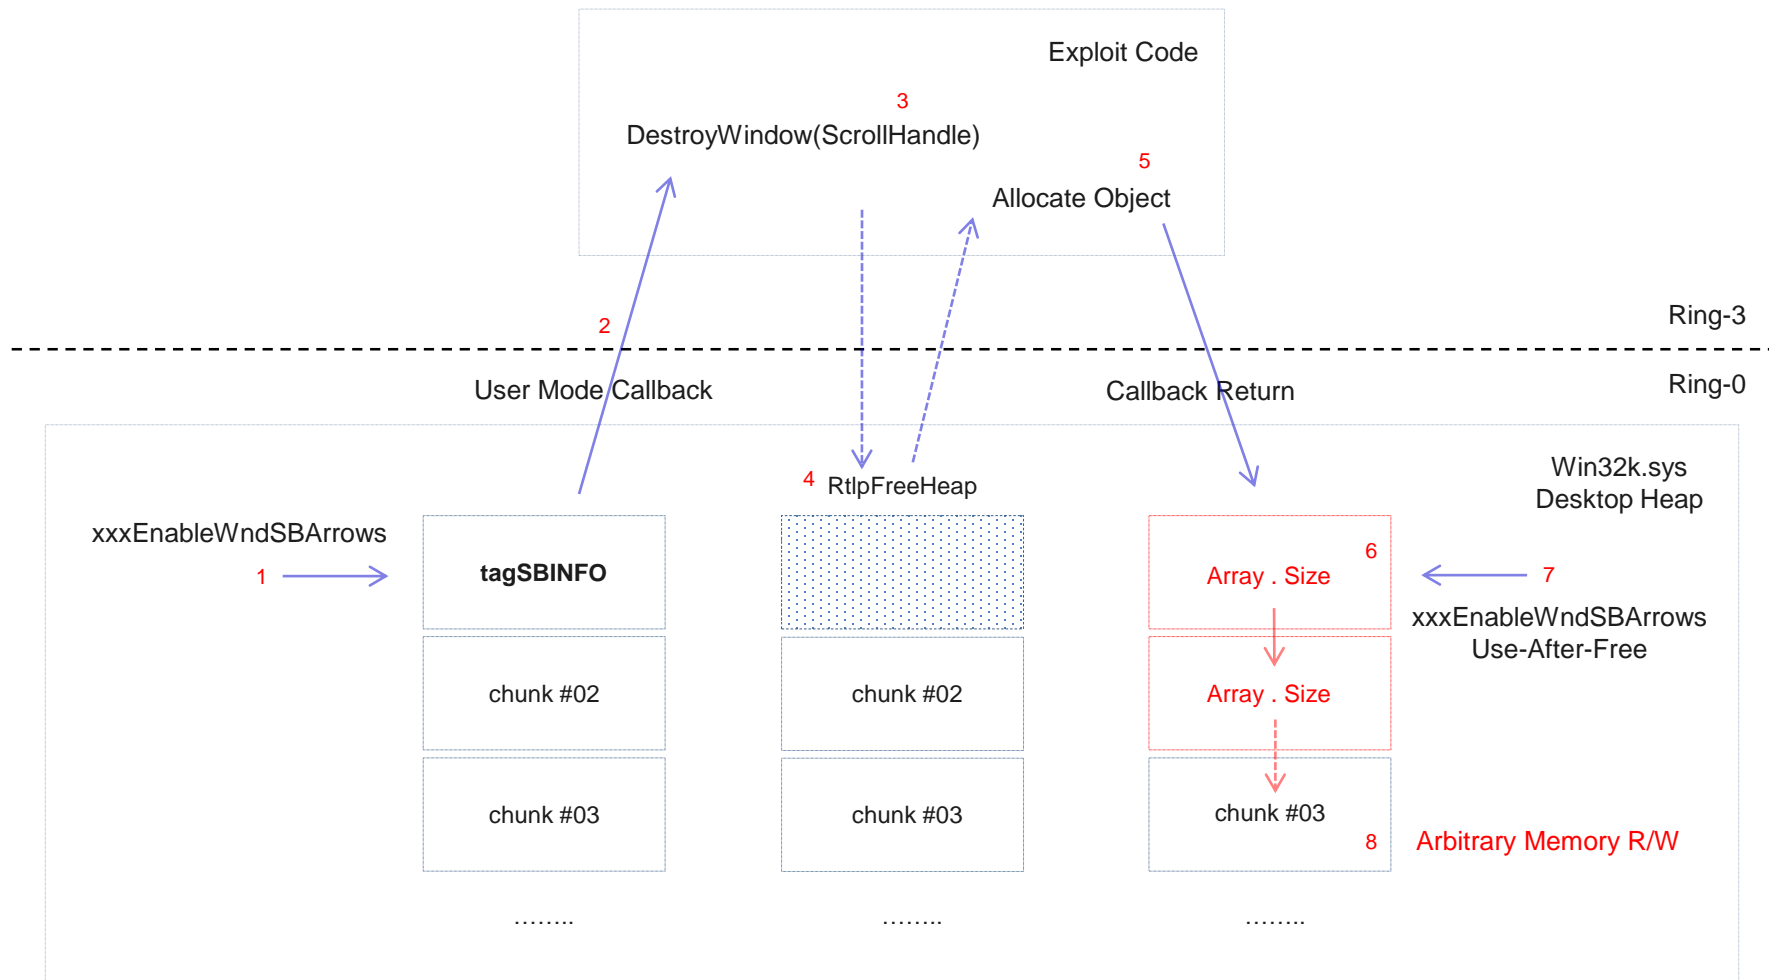 Exploit Code
3
DestroyWindow(ScrollHandle)
5
Allocate Object
2
Ring-3
User Mode Callback
Callback Return
Ring-0
Win32k.sys
Desktop Heap
4
RtlpFreeHeap
xxxEnableWndSBArrows
1
tagSBINFO
6
Array . Size
7
xxxEnableWndSBArrows
Use-After-Free
chunk #02
chunk #02
Array . Size
chunk #03
chunk #03
chunk #03
8
Arbitrary Memory R/W
........
........
........